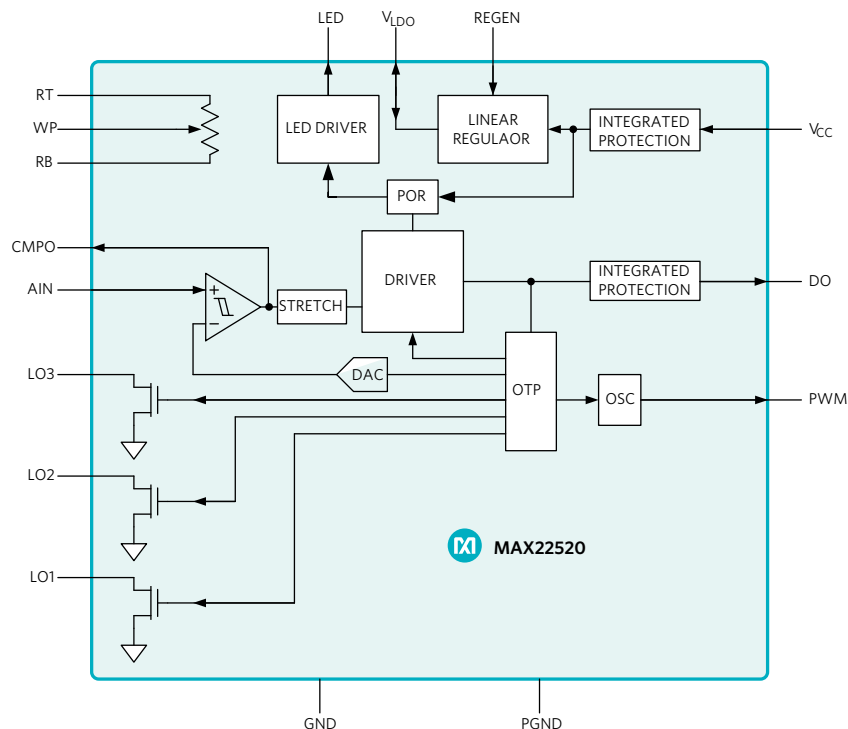 LED
VLDO
REGEN
RT
WP
RB
LED DRIVER
LINEAR
REGULAOR
INTEGRATED
PROTECTION
VCC
POR
CMPO
AIN
+
−
STRETCH
DRIVER
INTEGRATED
PROTECTION
DO
LO3
DAC
OTP
OSC
PWM
LO2
MAX22520
LO1
GND
PGND